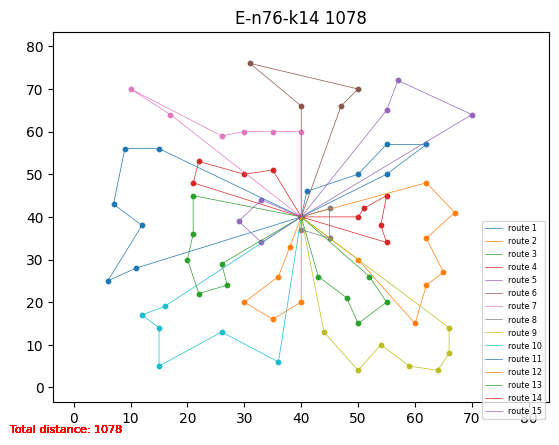 E-n76-k14 1078
80
70
60
50
40
30
20
10
0
0 10 20 30 40 50 60 70 80
route 1
route 2
route 3
route 4
route 5
route 6
route 7
route 8
route 9
route 10
route 11
route 12
route 13
route 14
route 15
Total distance: 1078